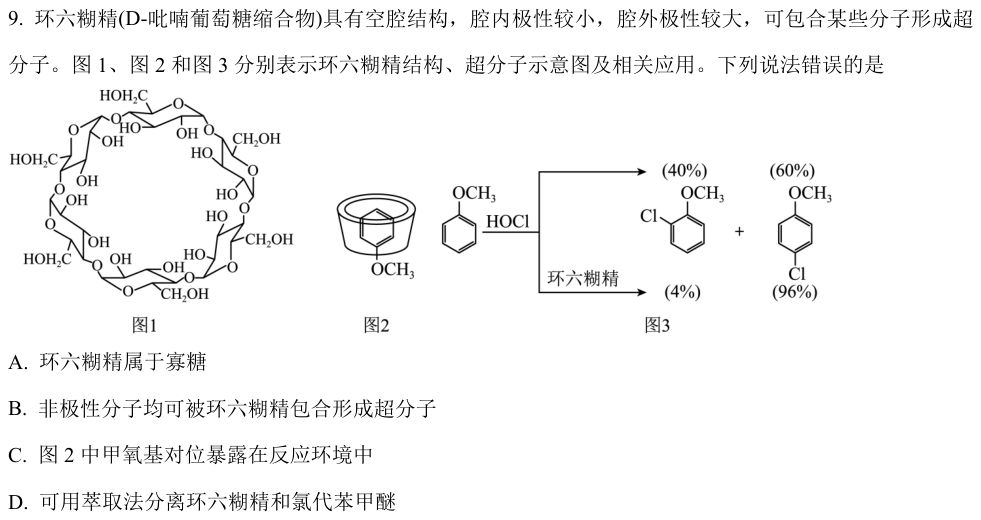 9. 环六糊精(D-吡喃葡萄糖缩合物)具有空腔结构，腔内极性较小，腔外极性较大，可包合某些分子形成超
分子。图 1、图 2 和图 3 分别表示环六糊精结构、超分子示意图及相关应用。下列说法错误的是
HOH₂C
O
O
HO
OH
OH
O
CH₂OH
O
OH
HO
O
HOH₂C
OH
O
OH
HO
O
O
HO
OH
CH₂OH
HOH₂C
O
OH
OH
HO
O
O
O
CH₂OH
OCH₃
OCH₃
HOCl
环六糊精
(40%)
(60%)
OCH₃
OCH₃
Cl
+
Cl
(4%)
(96%)
图1
图2
图3
A. 环六糊精属于寡糖
B. 非极性分子均可被环六糊精包合形成超分子
C. 图 2 中甲氧基对位暴露在反应环境中
D. 可用萃取法分离环六糊精和氯代苯甲醚